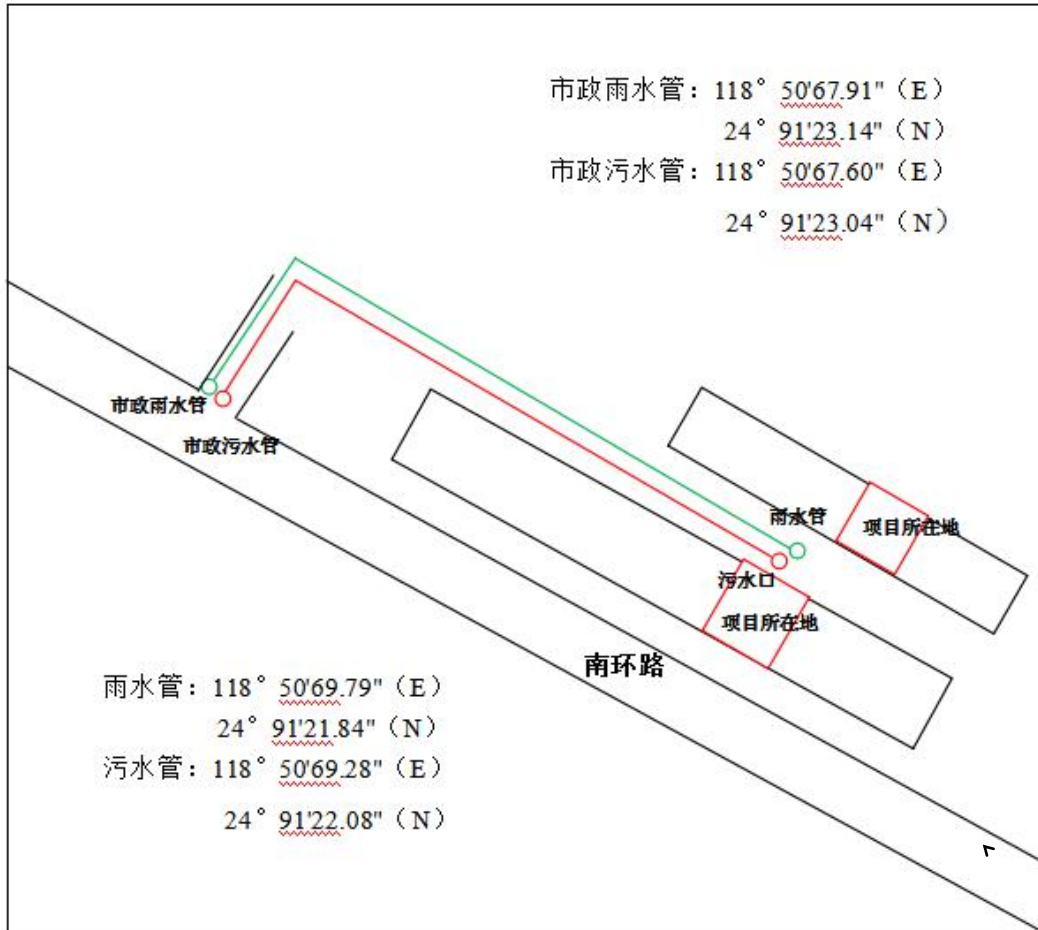 市政雨水管：118° 50'67.91"（E）
24° 91'23.14"（N）
市政污水管：118° 50'67.60"（E）
24° 91'23.04"（N）
市政雨水管
市政污水管
雨水管
项目所在地
污水口
项目所在地
南环路
雨水管：118° 50'69.79"（E）
24° 91'21.84"（N）
污水管：118° 50'69.28"（E）
24° 91'22.08"（N）